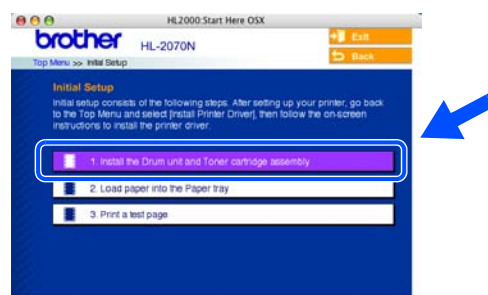 HL2000:Start Here OSX
brother
HL-2070N
Exit
Back
Top Menu >> Initial Setup
Initial Setup
Initial setup consists of the following steps. After setting up your printer, go back
to the Top Menu and select [Install Printer Driver], then follow the on-screen
instructions to install the printer driver.
1. Install the Drum unit and Toner cartridge assembly
2. Load paper into the Paper tray
3. Print a test page